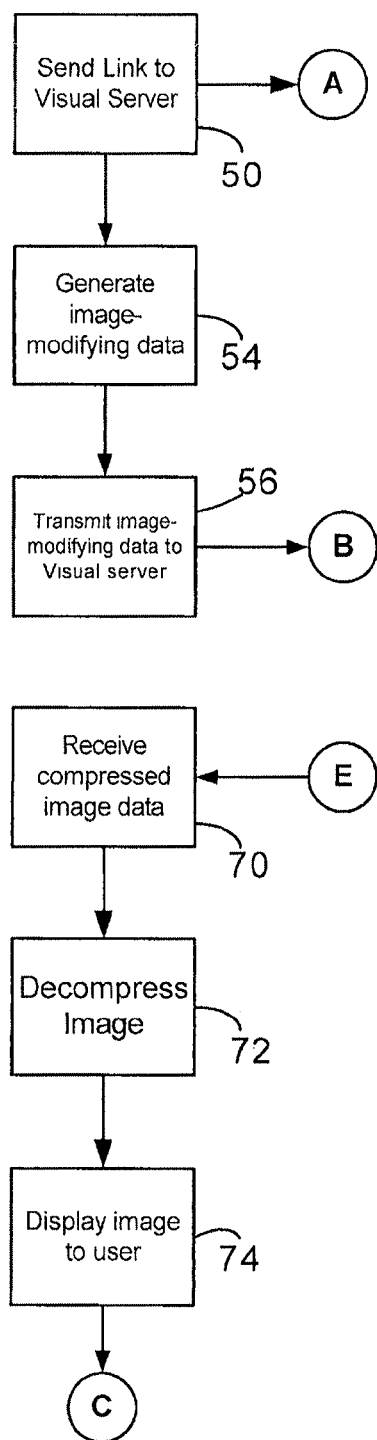 Send Link to
Visual Server
A
50
Generate
image-
modifying data
54
56
Transmit image-
modifying data to
Visual server
B
Receive
compressed
image data
E
70
Decompress
Image
72
Display image
to user
74
C